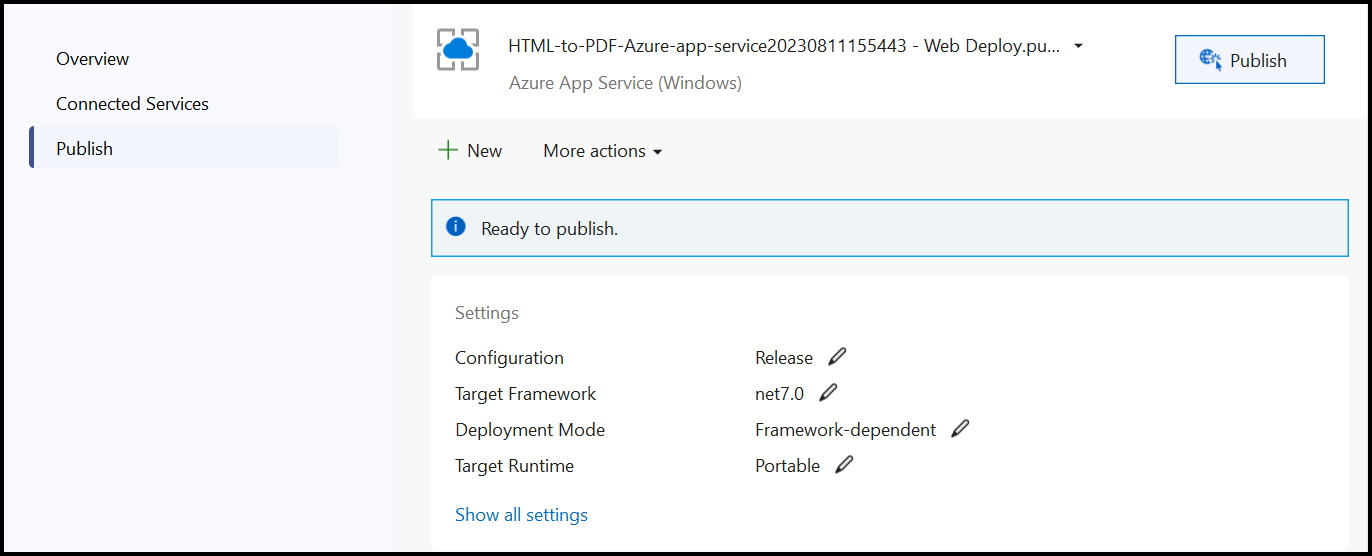 Overview
Connected Services
Publish
HTML-to-PDF-Azure-app-service20230811155443 - Web Deploy.pu...
Azure App Service (Windows)
Publish
New
More actions
Ready to publish.
Settings
Configuration Release
Target Framework net7.0
Deployment Mode Framework-dependent
Target Runtime Portable
Show all settings